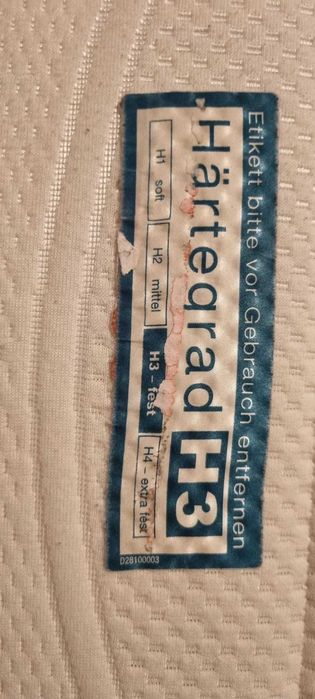 Etikett bitte vor Gebrauch entfernen
Härtegrad H3
H1 soft H2 mittel H3 - fest H4 - extra fest
D28100003